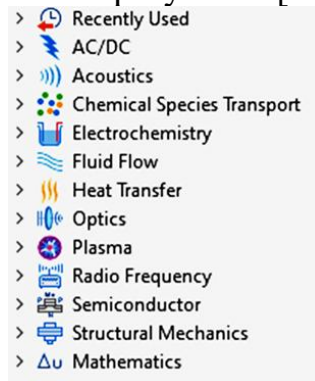 Recently Used
AC/DC
Acoustics
Chemical Species Transport
Electrochemistry
Fluid Flow
Heat Transfer
Optics
Plasma
Radio Frequency
Semiconductor
Structural Mechanics
Δu Mathematics